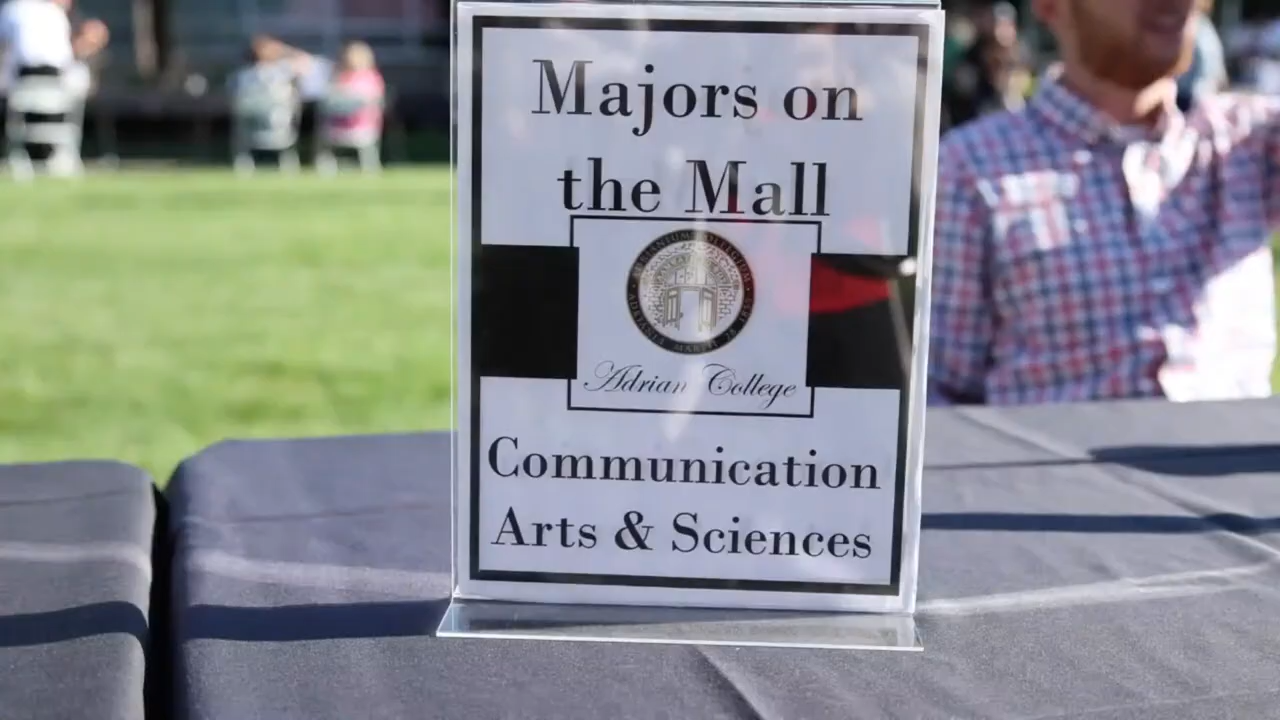 Majors on
the Mall
Adrian College
Communication
Arts & Sciences